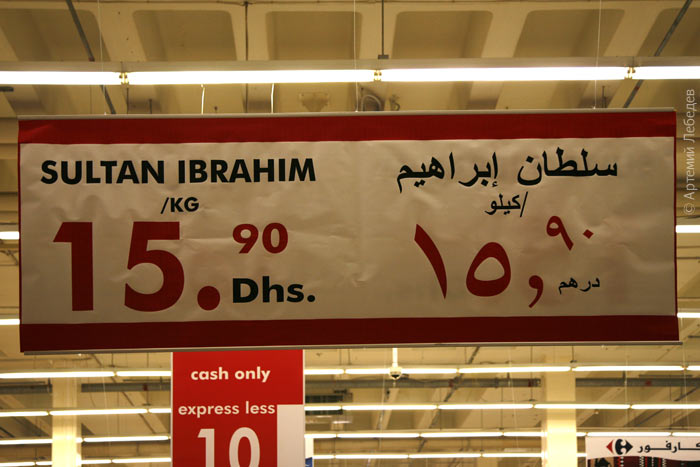 SULTAN IBRAHIM
/KG
15.90 Dhs.
سلطان إبراهيم
/كيلو
١٥,٩٠
درهم
cash only
express less
10
كارفور
© Артемий Лебедев